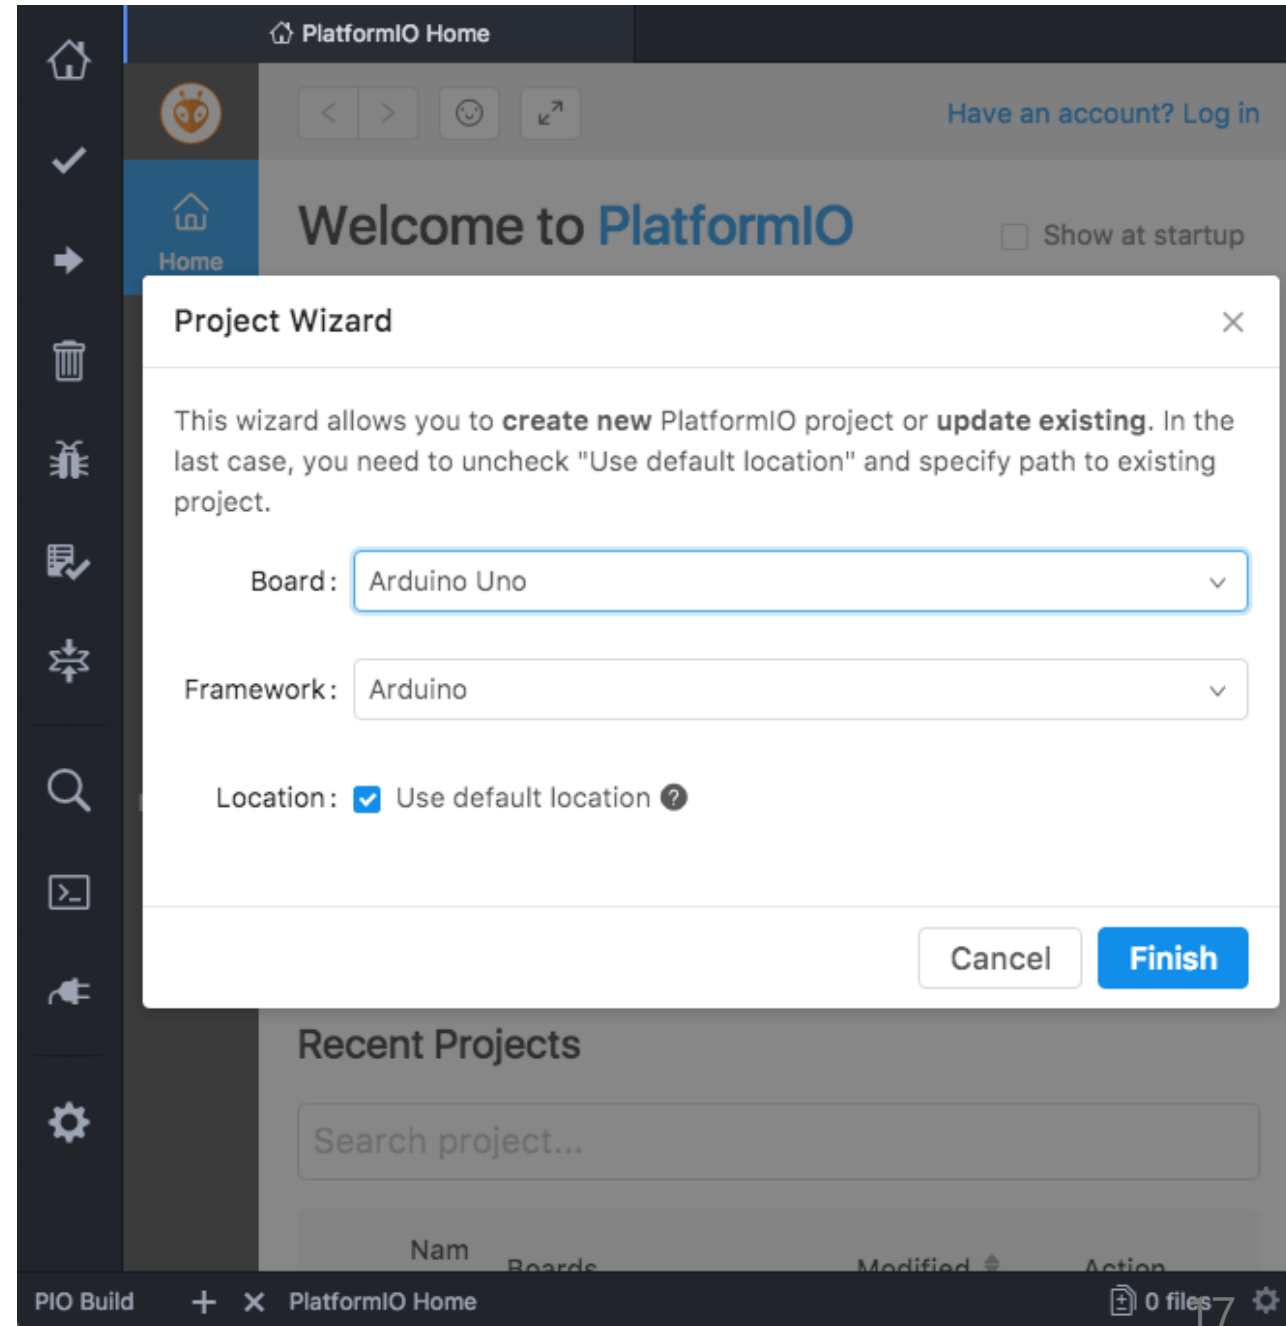 PlatformIO Home
Have an account? Log in
Home
Welcome to PlatformIO
Show at startup
Project Wizard
This wizard allows you to create new PlatformIO project or update existing. In the
last case, you need to uncheck "Use default location" and specify path to existing
project.
Board: Arduino Uno
Framework: Arduino
Location: Use default location
Cancel Finish
Recent Projects
Search project...
Nam
Boards Modified Action
PIO Build PlatformIO Home 0 files
17